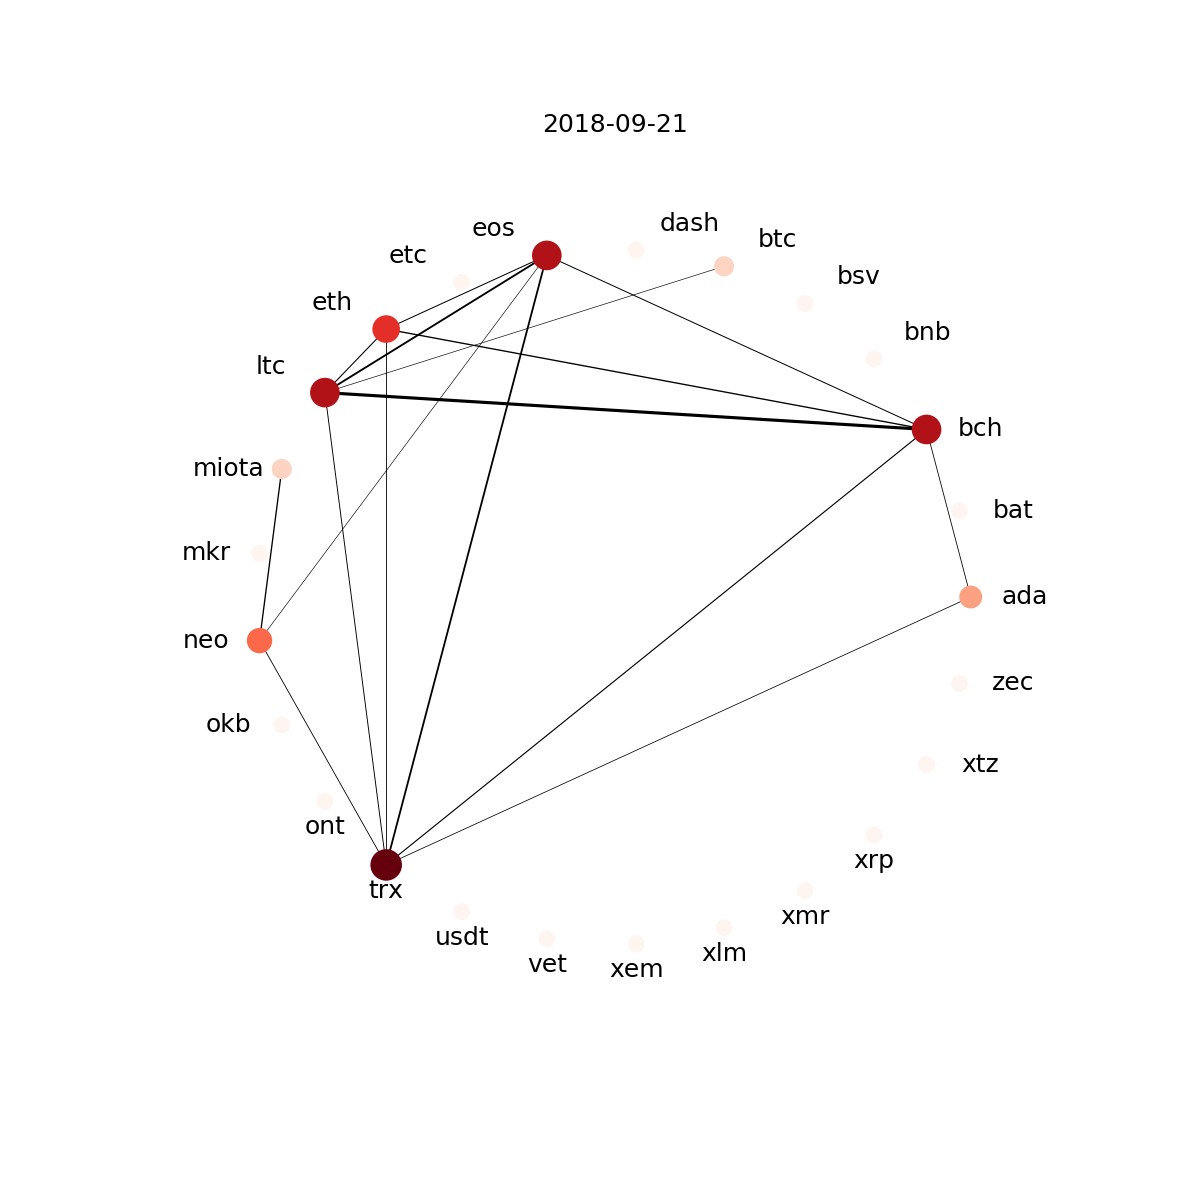 2018-09-21
dash
eos
btc
etc
bsv
eth
bnb
ltc
bch
miota
bat
mkr
ada
neo
zec
okb
xtz
ont
xrp
trx
xmr
usdt
xlm
vet
xem